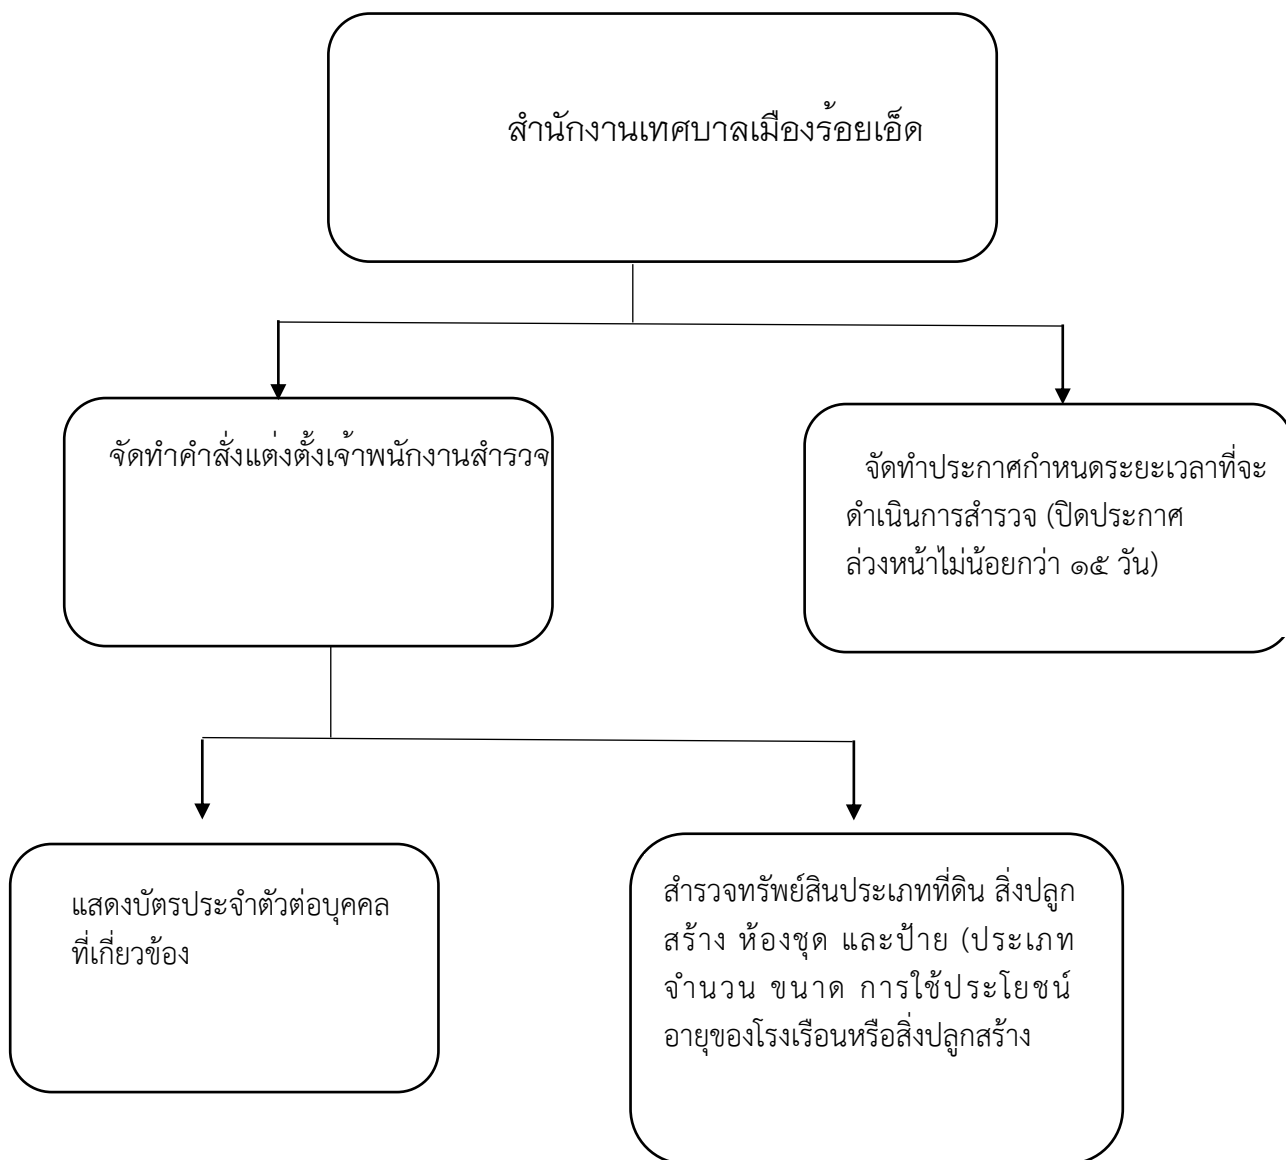 สำนักงานเทศบาลเมืองร้อยเอ็ด
จัดทำคำสั่งแต่งตั้งเจ้าพนักงานสำรวจ
จัดทำประกาศกำหนดระยะเวลาที่จะ
ดำเนินการสำรวจ (ปิดประกาศ
ล่วงหน้าไม่น้อยกว่า ๑๕ วัน)
แสดงบัตรประจำตัวต่อบุคคล
ที่เกี่ยวข้อง
สำรวจทรัพย์สินประเภทที่ดิน สิ่งปลูก
สร้าง ห้องชุด และป้าย (ประเภท
จำนวน ขนาด การใช้ประโยชน์
อายุของโรงเรือนหรือสิ่งปลูกสร้าง